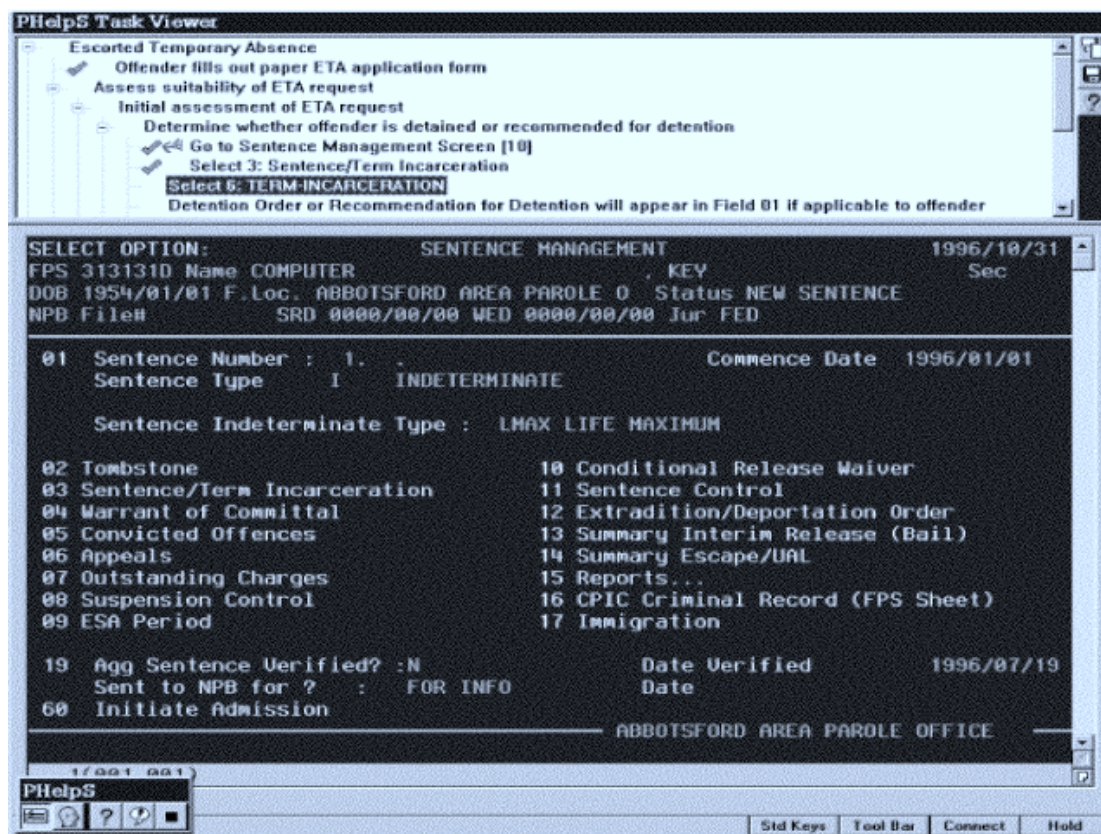 PHelpS Task Viewer
Escorted Temporary Absence
Offender fills out paper ETA application form
Assess suitability of ETA request
Initial assessment of ETA request
Determine whether offender is detained or recommended for detention
Go to Sentence Management Screen [10]
Select 3: Sentence/Term Incarceration
Select 6: TERM-INCARCERATION
Detention Order or Recommendation for Detention will appear in Field 01 if applicable to offender
SELECT OPTION: SENTENCE MANAGEMENT 1996/10/31
FPS 313131D Name COMPUTER , KEY Sec
DOB 1954/01/01 F.Loc. ABBOTSFORD AREA PAROLE O Status NEW SENTENCE
NPB File# SRD 0000/00/00 WED 0000/00/00 Jur FED
01 Sentence Number : 1. . Commence Date 1996/01/01
Sentence Type I INDETERMINATE
Sentence Indeterminate Type : LMAX LIFE MAXIMUM
02 Tombstone 10 Conditional Release Waiver
03 Sentence/Term Incarceration 11 Sentence Control
04 Warrant of Committal 12 Extradition/Deportation Order
05 Convicted Offences 13 Summary Interim Release (Bail)
06 Appeals 14 Summary Escape/UAL
07 Outstanding Charges 15 Reports...
08 Suspension Control 16 CPIC Criminal Record (FPS Sheet)
09 ESA Period 17 Immigration
19 Agg Sentence Verified? :N Date Verified 1996/07/19
Sent to NPB for ? : FOR INFO Date
60 Initiate Admission
ABBOTSFORD AREA PAROLE OFFICE
1(001,001)
PHelpS
Std Keys Tool Bar Connect Hold